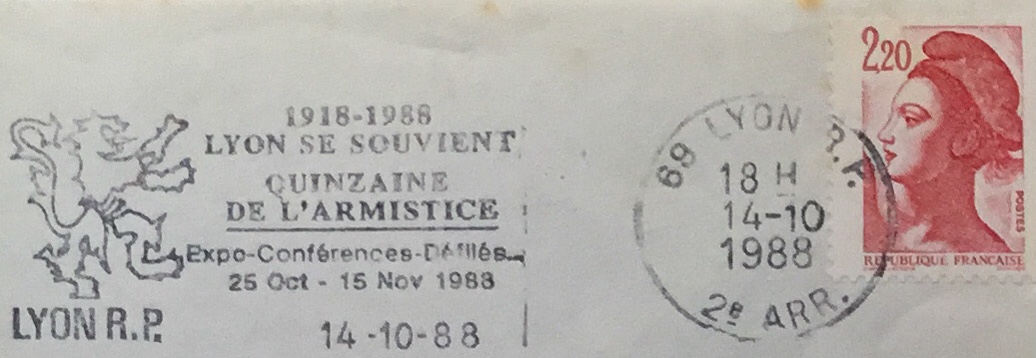 1918-1988
LYON SE SOUVIENT
QUINZAINE
DE L'ARMISTICE
Expo-Conférences-Défilés...
25 Oct - 15 Nov 1988
LYON R.P.
14-10-88
69 LYON R.P.
18 H
14-10
1988
2e ARR.
2,20
POSTES
REPUBLIQUE FRANCAISE